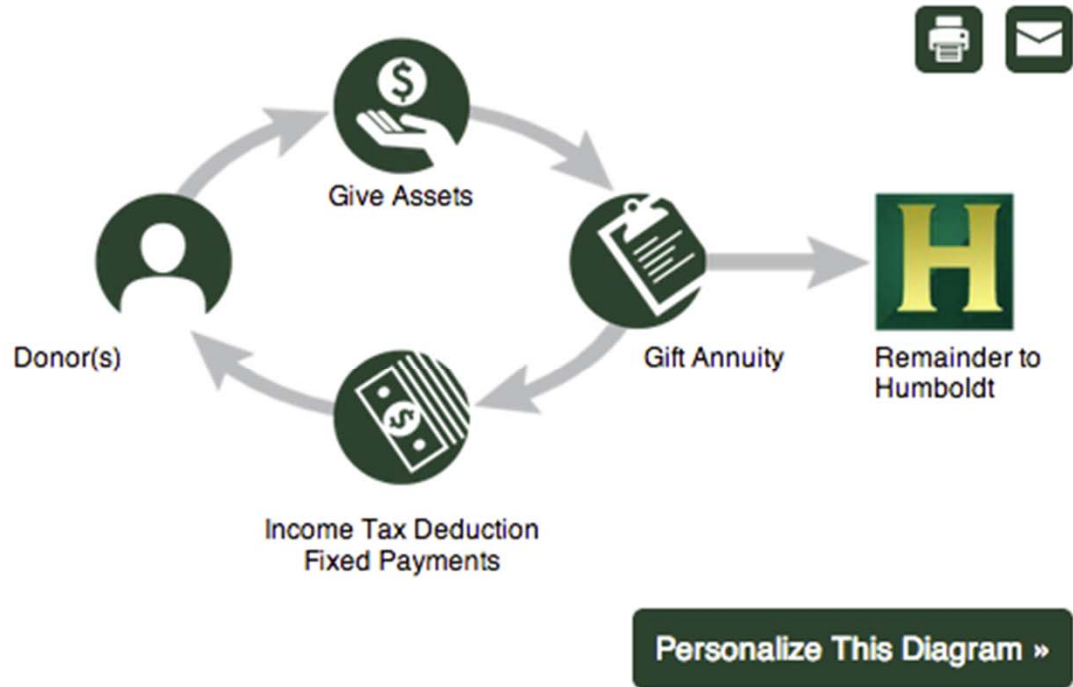 $
Give Assets
H
Donor(s)
Gift Annuity
Remainder to
Humboldt
$
Income Tax Deduction
Fixed Payments
Personalize This Diagram »